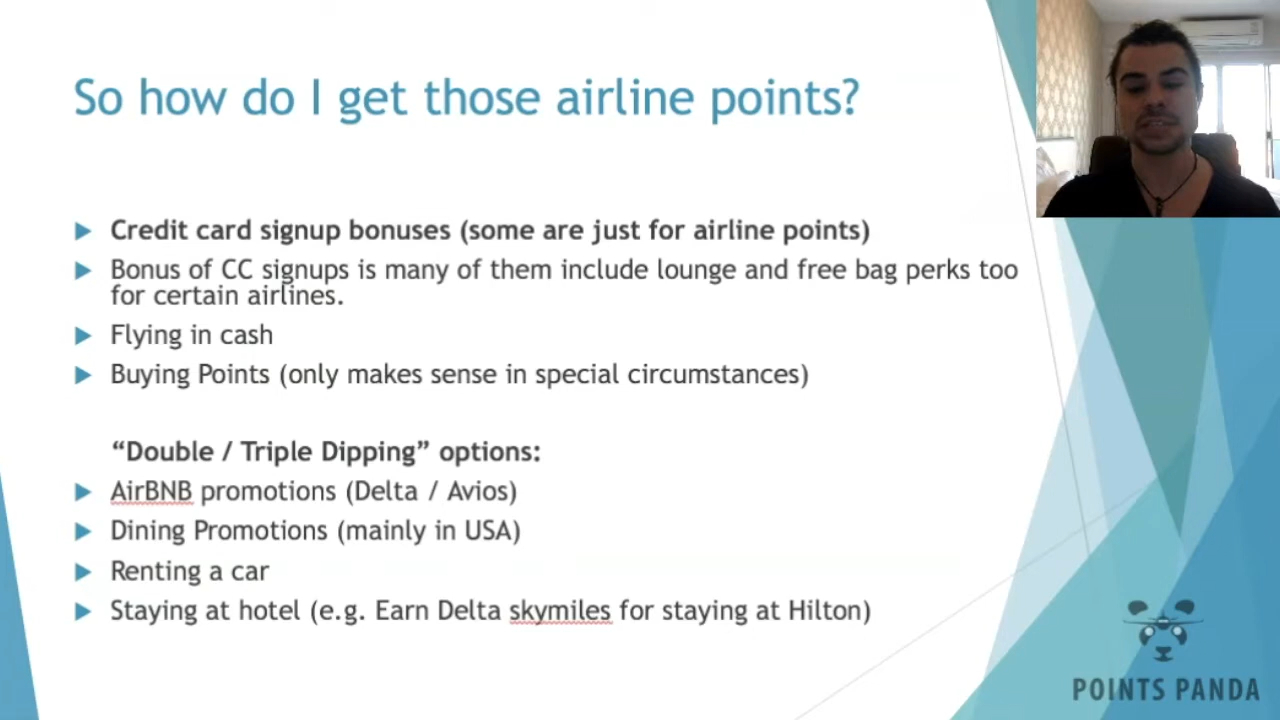 So how do I get those airline points?
Credit card signup bonuses (some are just for airline points)
Bonus of CC signups is many of them include lounge and free bag perks too
for certain airlines.
Flying in cash
Buying Points (only makes sense in special circumstances)
“Double / Triple Dipping” options:
AirBNB promotions (Delta / Avios)
Dining Promotions (mainly in USA)
Renting a car
Staying at hotel (e.g. Earn Delta skymiles for staying at Hilton)
POINTS PANDA